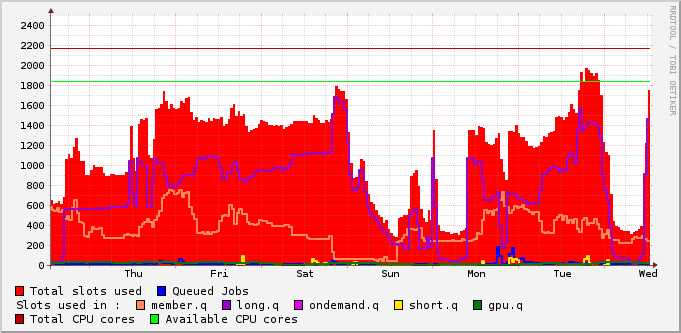 RRDTOOL / TOBI OETIKER
2400
2200
2000
1800
1600
1400
1200
1000
800
600
400
200
0
Thu Fri Sat Sun Mon Tue Wed
Total slots used Queued Jobs
Slots used in : member.q long.q ondemand.q short.q gpu.q
Total CPU cores Available CPU cores